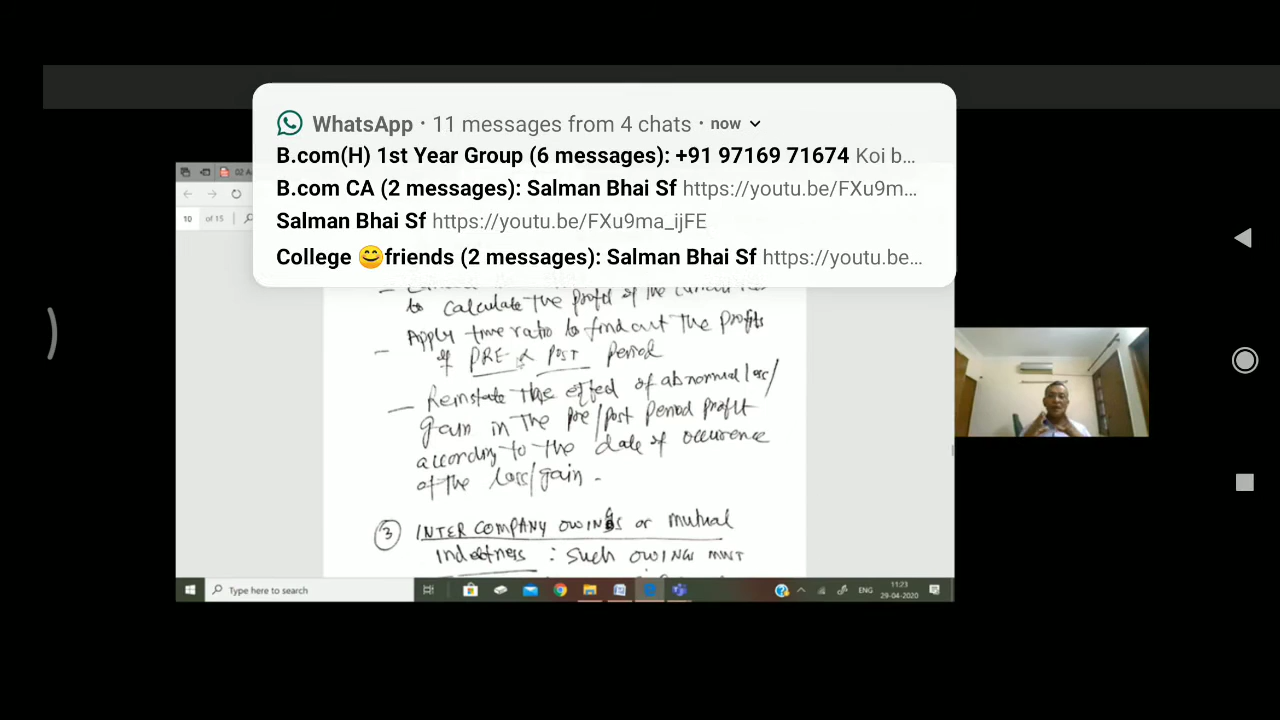 WhatsApp · 11 messages from 4 chats · now
B.com(H) 1st Year Group (6 messages): +91 97169 71674 Koi b...
B.com CA (2 messages): Salman Bhai Sf https://youtu.be/FXu9m...
Salman Bhai Sf https://youtu.be/FXu9ma_ijFE
College 😊friends (2 messages): Salman Bhai Sf https://youtu.be...
02 A
10 of 15
to calculate the profit of the
- Apply time ratio to find out the profits
of PRE & POST period
- Reinstate the effect of abnormal loss/
gain in the pre/post period profit
according to the date of occurence
of the loss/gain -
3 INTER COMPANY OWINGS or mutual
indebtness : Such owings must
Type here to search
ENG
11:23
29-04-2020